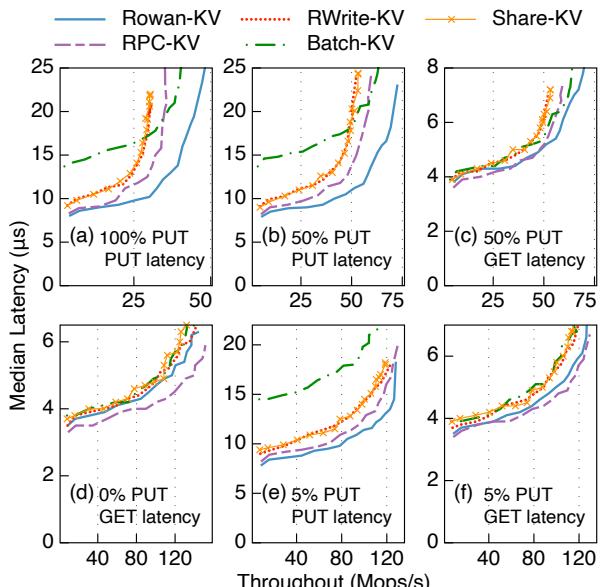 Rowan-KV RWrite-KV Share-KV
RPC-KV Batch-KV
25 25 8
20 20 6
15 15
10 10 4
5 5 2
0 0 0
(a) 100% PUT (b) 50% PUT (c) 50% PUT
PUT latency PUT latency GET latency
25 50 25 50 75 25 50 75
Median Latency (µs)
6 20 6
4 15 4
2 10 2
0 5 0
0
(d) 0% PUT (e) 5% PUT (f) 5% PUT
GET latency PUT latency GET latency
40 80 120 40 80 120 40 80 120
Throughput (Mops/s)